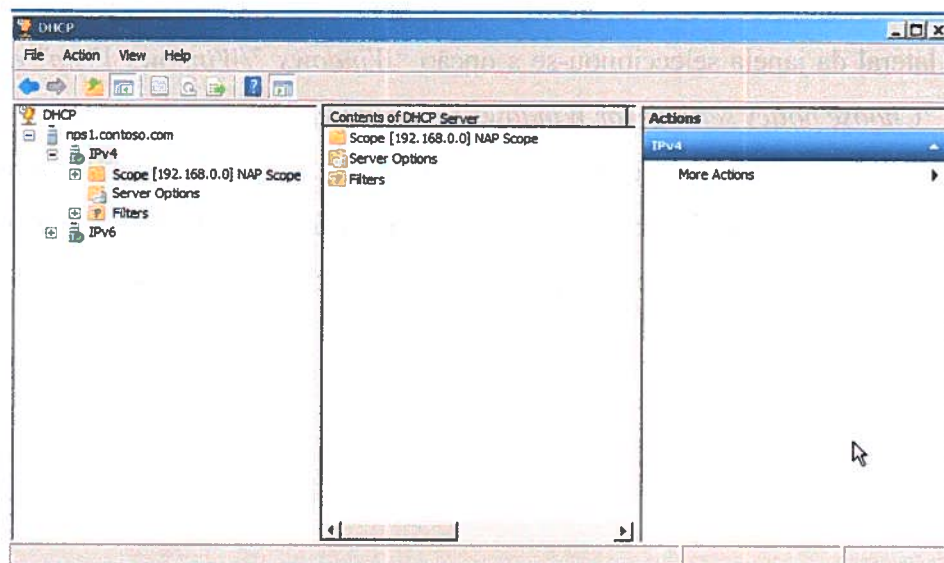 DHCP
File Action View Help
DHCP
nps1.contoso.com
IPv4
Scope [192.168.0.0] NAP Scope
Server Options
Filters
IPv6
Contents of DHCP Server
Scope [192.168.0.0] NAP Scope
Server Options
Filters
Actions
IPv4
More Actions